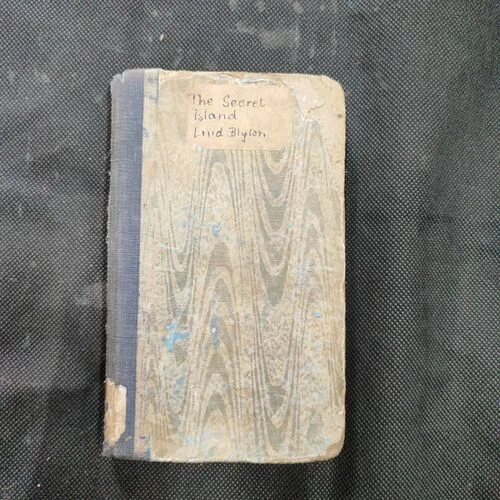 The Secret
Island
Enid Blyton